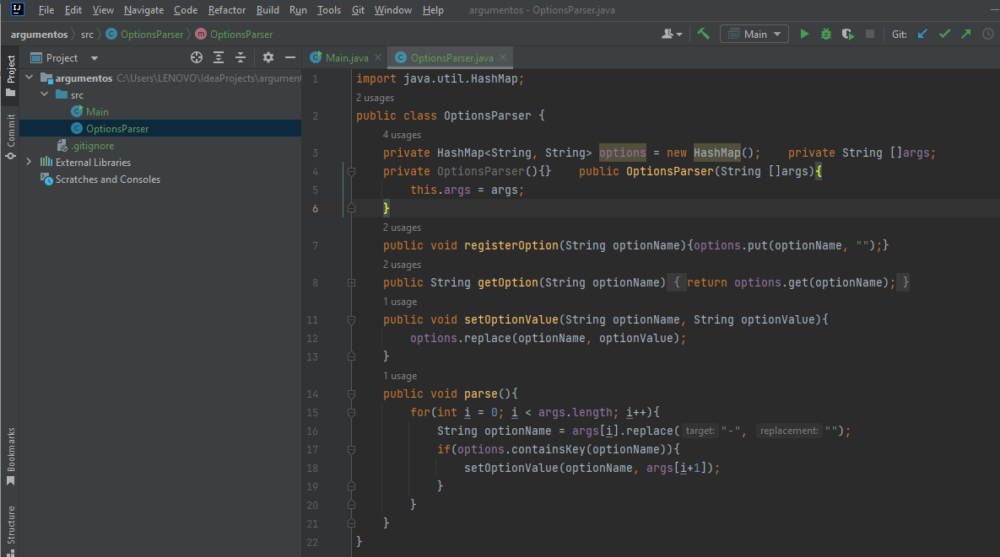 File Edit View Navigate Code Refactor Build Run Tools Git Window Help argumentos - OptionsParser.java
argumentos src OptionsParser OptionsParser Main Git:
Project
Main.java OptionsParser.java
argumentos C:\Users\LENOVO\IdeaProjects\argument
src
Main
OptionsParser
.gitignore
External Libraries
Scratches and Consoles
Project
Commit
Bookmarks
Structure
1 import java.util.HashMap;
2 usages
2 public class OptionsParser {
4 usages
3 private HashMap<String, String> options = new HashMap(); private String []args;
4 private OptionsParser(){} public OptionsParser(String []args){
5 this.args = args;
6 }
2 usages
7 public void registerOption(String optionName){options.put(optionName, "");}
2 usages
8 public String getOption(String optionName) { return options.get(optionName); }
1 usage
11 public void setOptionValue(String optionName, String optionValue){
12 options.replace(optionName, optionValue);
13 }
1 usage
14 public void parse(){
15 for(int i = 0; i < args.length; i++){
16 String optionName = args[i].replace( target: "-", replacement: "");
17 if(options.containsKey(optionName)){
18 setOptionValue(optionName, args[i+1]);
19 }
20 }
21 }
22 }